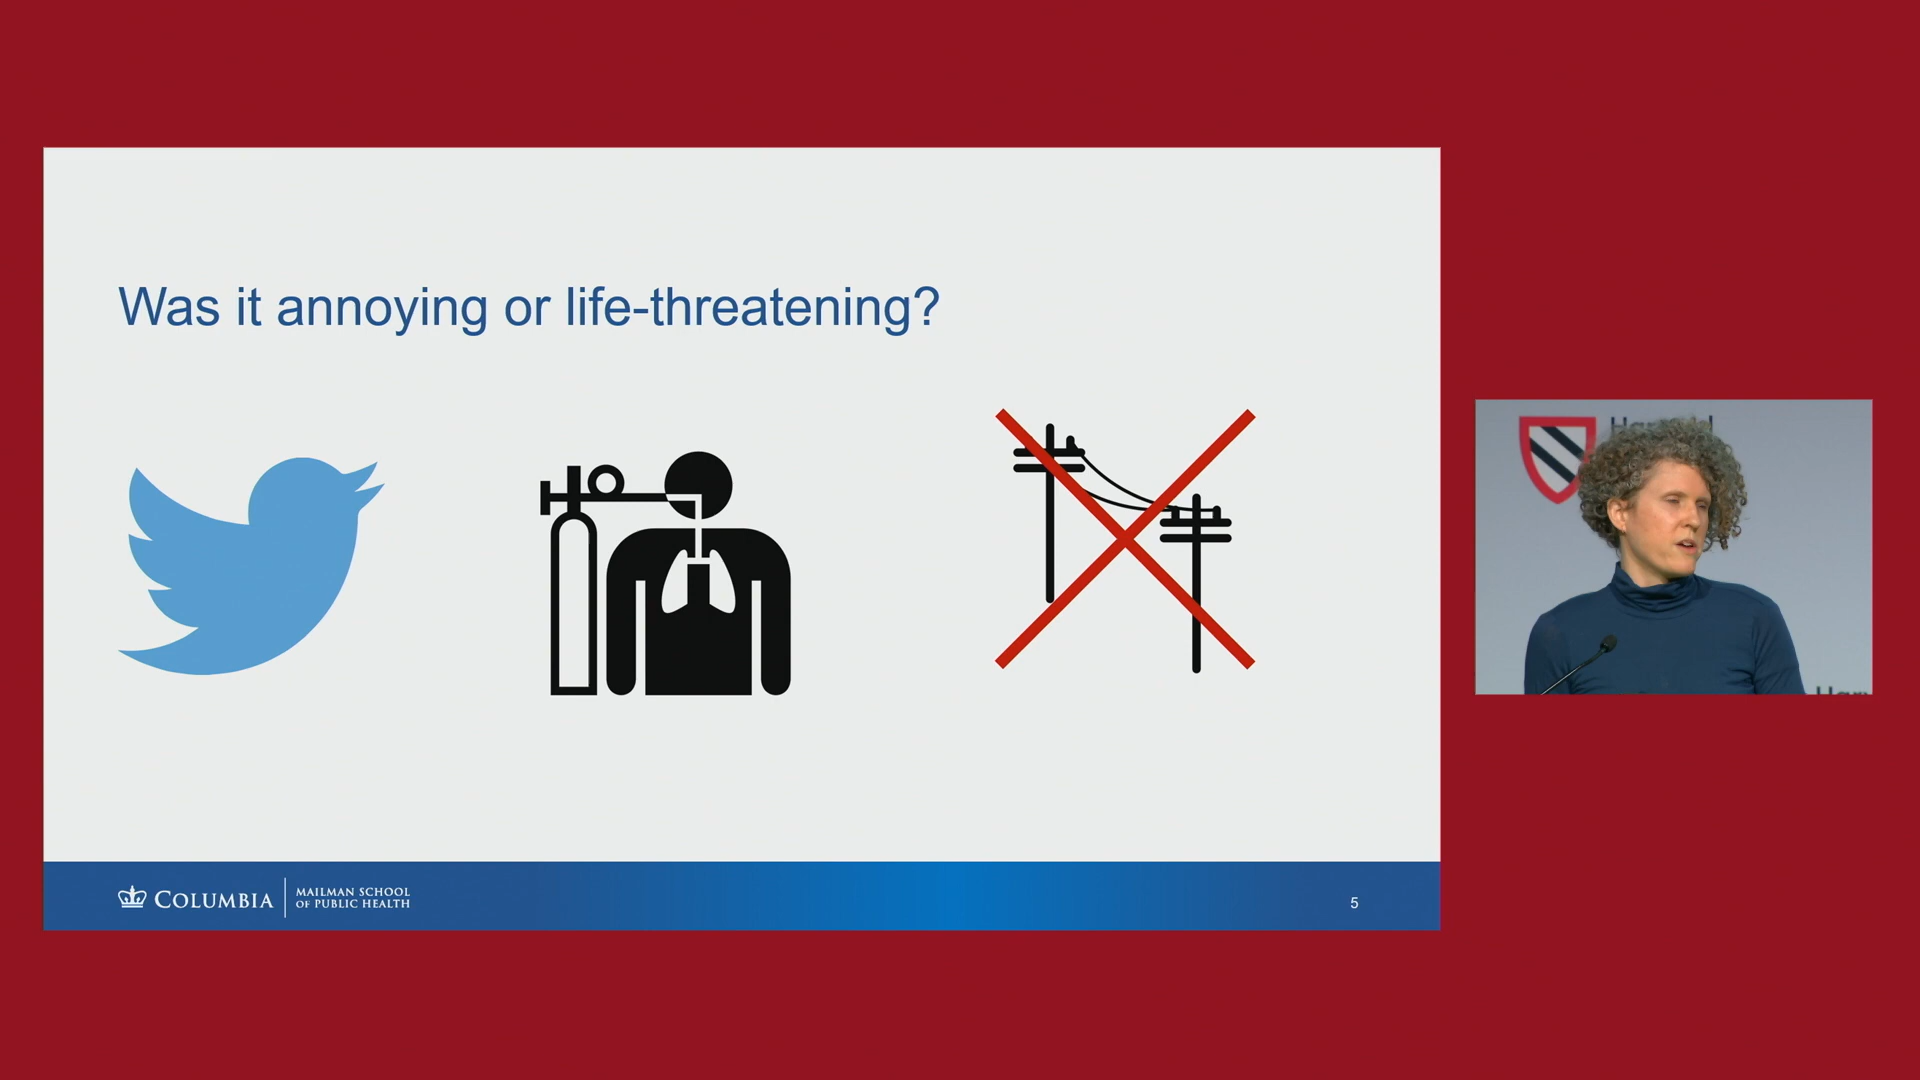 Was it annoying or life-threatening?
COLUMBIA
MAILMAN SCHOOL
OF PUBLIC HEALTH
5